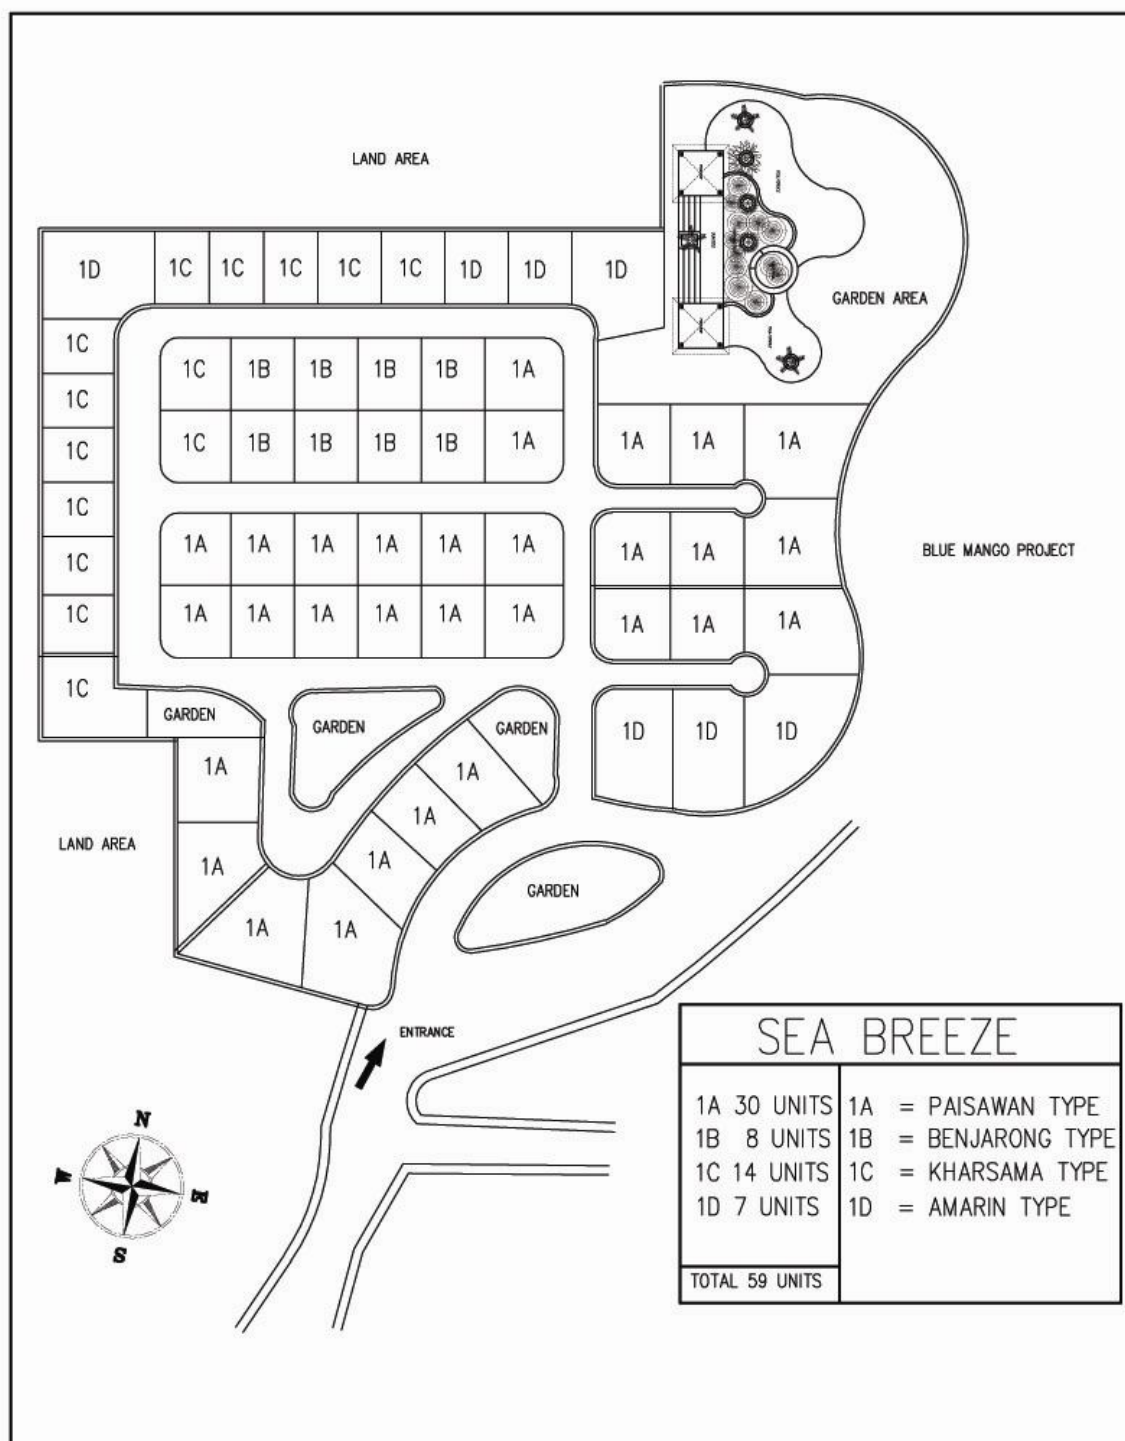 LAND AREA
1D 1C 1C 1C 1C 1C 1D 1D 1D
GARDEN AREA
1C
1C 1B 1B 1B 1B 1A
1C
1C 1B 1B 1B 1B 1A
1A 1A 1A
1C
1C
1A 1A 1A 1A 1A 1A
1A 1A 1A
BLUE MANGO PROJECT
1C
1C
1A 1A 1A 1A 1A 1A
1A 1A 1A
1C
GARDEN
GARDEN
GARDEN
1D 1D 1D
1A
1A
1A
LAND AREA
1A
1A
GARDEN
1A
1A
ENTRANCE
N
W
E
S
SEA BREEZE
1A 30 UNITS 1A = PAISAWAN TYPE
1B 8 UNITS 1B = BENJARONG TYPE
1C 14 UNITS 1C = KHARSAMA TYPE
1D 7 UNITS 1D = AMARIN TYPE
TOTAL 59 UNITS